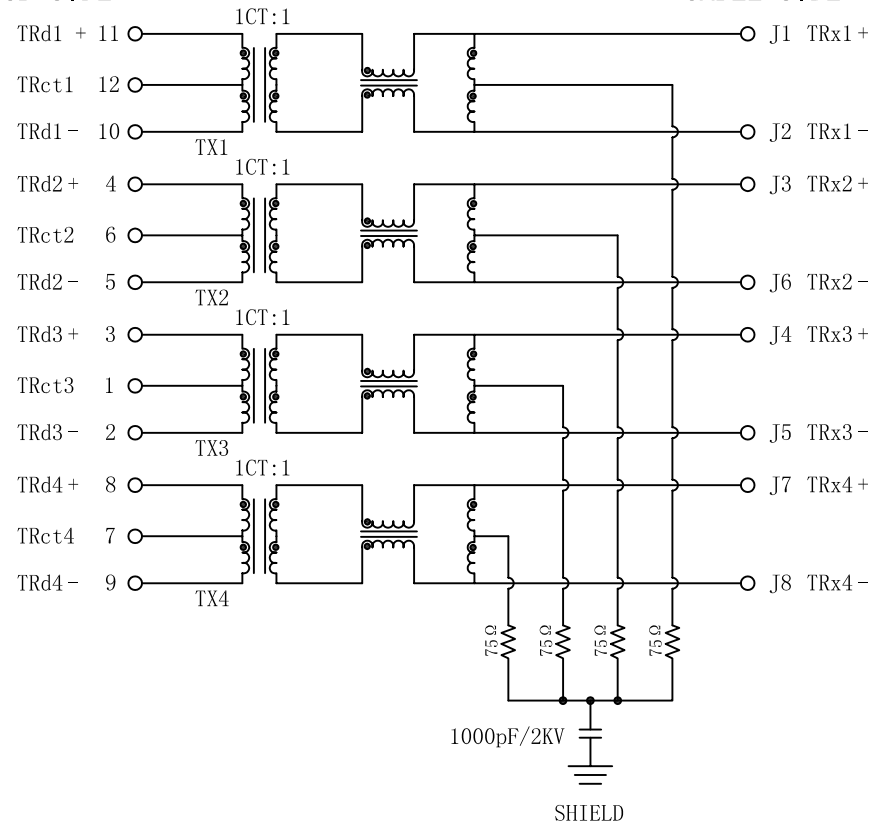 1CT:1
TRd1 + 11
J1 TRx1+
TRct1 12
TRd1- 10
J2 TRx1-
TX1
1CT:1
TRd2+ 4
J3 TRx2+
TRct2 6
TRd2- 5
J6 TRx2-
TX2
1CT:1
TRd3+ 3
J4 TRx3+
TRct3 1
TRd3- 2
J5 TRx3-
TX3
1CT:1
TRd4+ 8
J7 TRx4+
TRct4 7
TRd4- 9
J8 TRx4-
TX4
75Ω
75Ω
75Ω
75Ω
1000pF/2KV
SHIELD